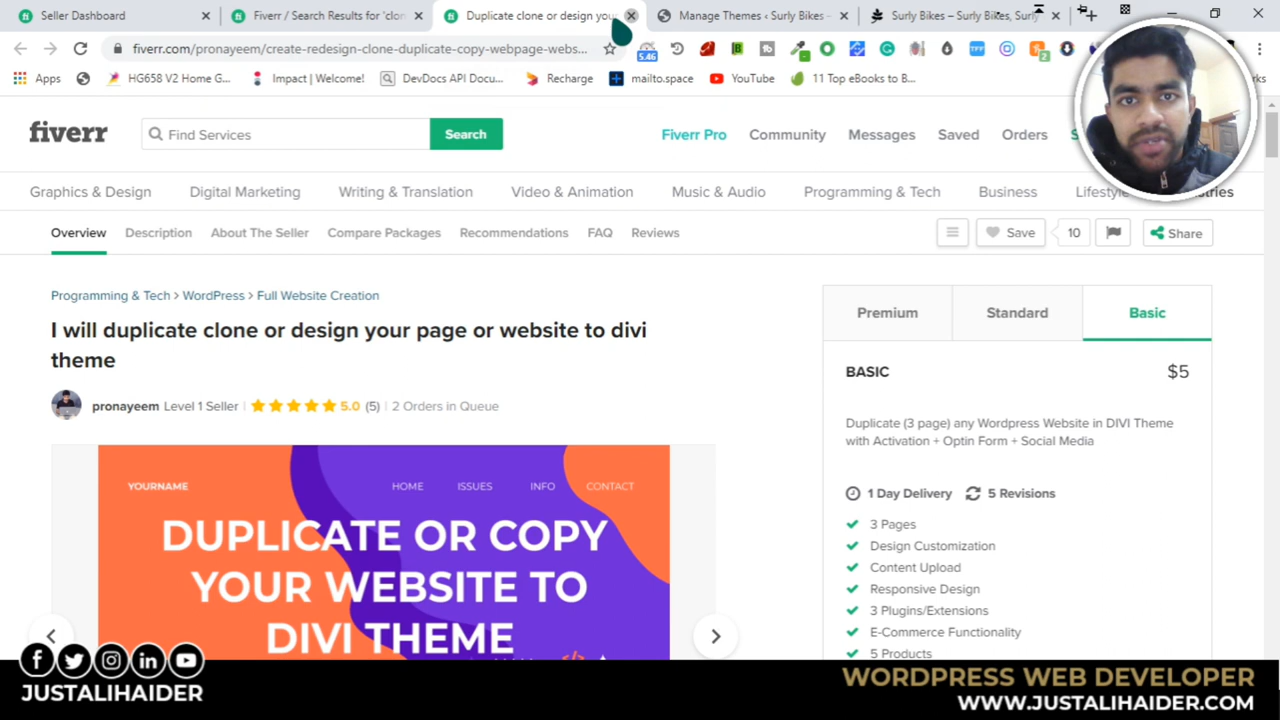 Seller Dashboard
Fiverr / Search Results for 'clon
Duplicate clone or design you
Manage Themes ‹ Surly Bikes –
Surly Bikes – Surly Bikes, Surly
fiverr.com/pronayeem/create-redesign-clone-duplicate-copy-webpage-webs...
5.46
2
Apps
HG658 V2 Home G...
Impact | Welcome!
DevDocs API Docu...
Recharge
mailto.space
YouTube
11 Top eBooks to B...
fiverr
Find Services
Search
Fiverr Pro
Community
Messages
Saved
Orders
Graphics & Design
Digital Marketing
Writing & Translation
Video & Animation
Music & Audio
Programming & Tech
Business
Overview
Description
About The Seller
Compare Packages
Recommendations
FAQ
Reviews
Save
10
Share
Programming & Tech > WordPress > Full Website Creation
I will duplicate clone or design your page or website to divi
theme
pronayeem Level 1 Seller
5.0 (5)
2 Orders in Queue
Premium
Standard
Basic
BASIC
$5
Duplicate (3 page) any Wordpress Website in DIVI Theme
with Activation + Optin Form + Social Media
1 Day Delivery
5 Revisions
3 Pages
Design Customization
Content Upload
Responsive Design
3 Plugins/Extensions
E-Commerce Functionality
5 Products
YOURNAME
HOME
ISSUES
INFO
CONTACT
DUPLICATE OR COPY
YOUR WEBSITE TO
DIVI THEME
JUSTALIHAIDER
WORDPRESS WEB DEVELOPER
WWW.JUSTALIHAIDER.COM